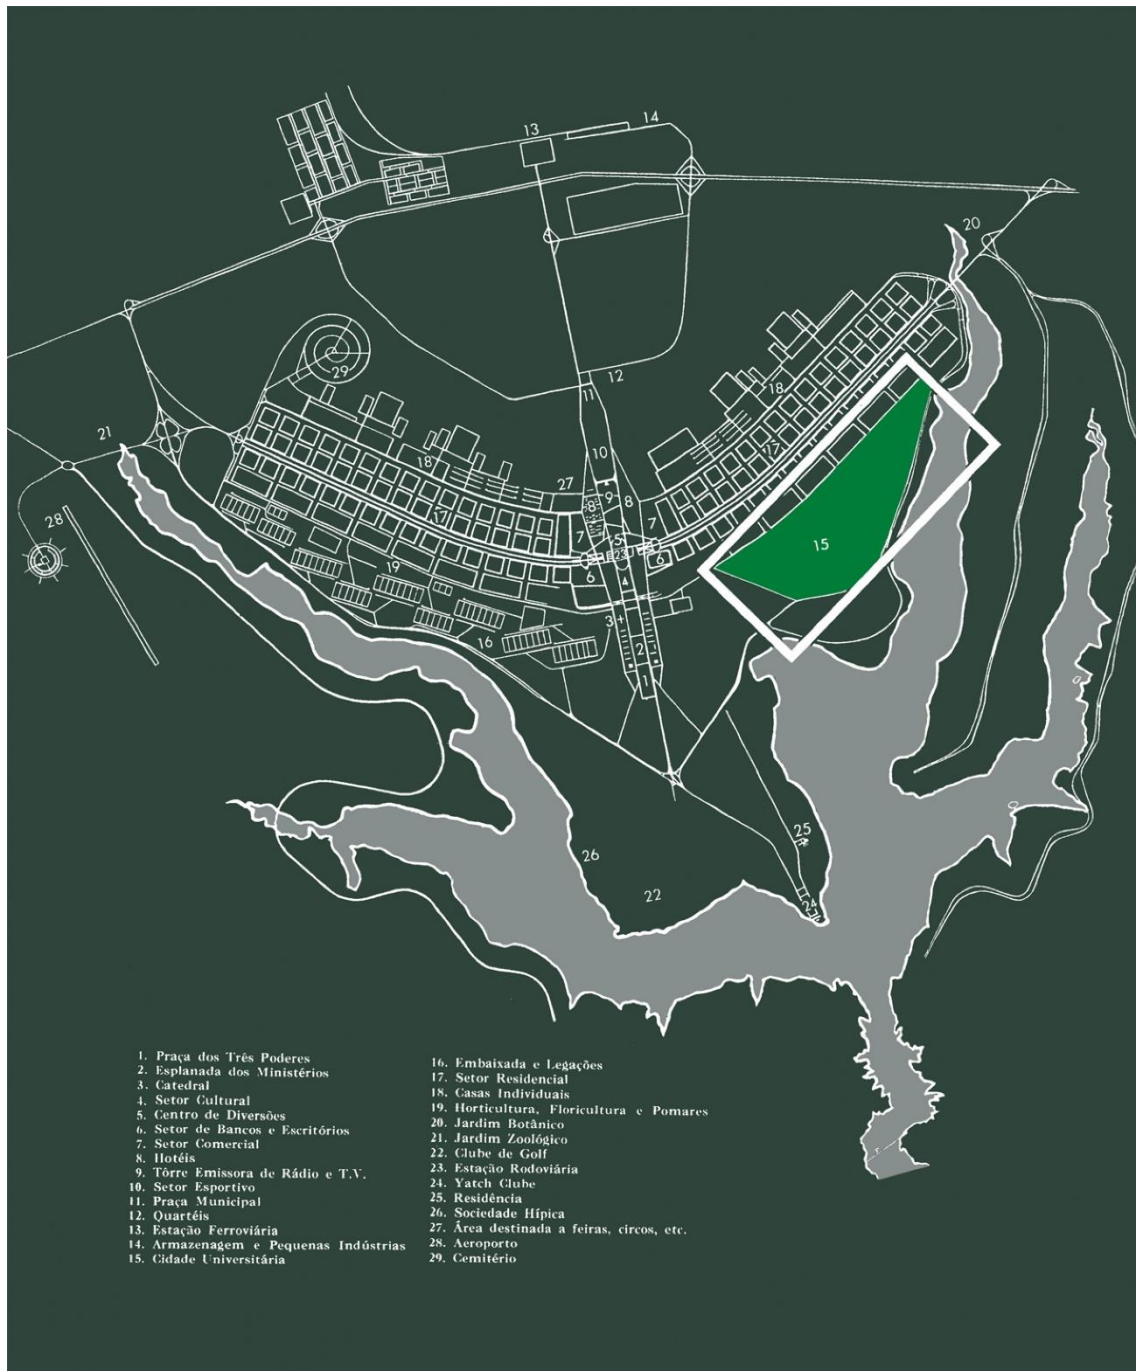 14
13
20
12
11
29
18
21
10
18
27
9
8
8
17
17
7
7
5
23
28
6
6
15
19
4
3
16
2
1
25
26
22
24
1. Praça dos Três Poderes
2. Esplanada dos Ministérios
3. Catedral
4. Setor Cultural
5. Centro de Diversões
6. Setor de Bancos e Escritórios
7. Setor Comercial
8. Hotéis
9. Tôrre Emissora de Rádio e T.V.
10. Setor Esportivo
11. Praça Municipal
12. Quartéis
13. Estação Ferroviária
14. Armazenagem e Pequenas Indústrias
15. Cidade Universitária
16. Embaixada e Legações
17. Setor Residencial
18. Casas Individuais
19. Horticultura, Floricultura e Pomares
20. Jardim Botânico
21. Jardim Zoológico
22. Clube de Golf
23. Estação Rodoviária
24. Yatch Clube
25. Residência
26. Sociedade Hípica
27. Área destinada a feiras, circos, etc.
28. Aeroporto
29. Cemitério